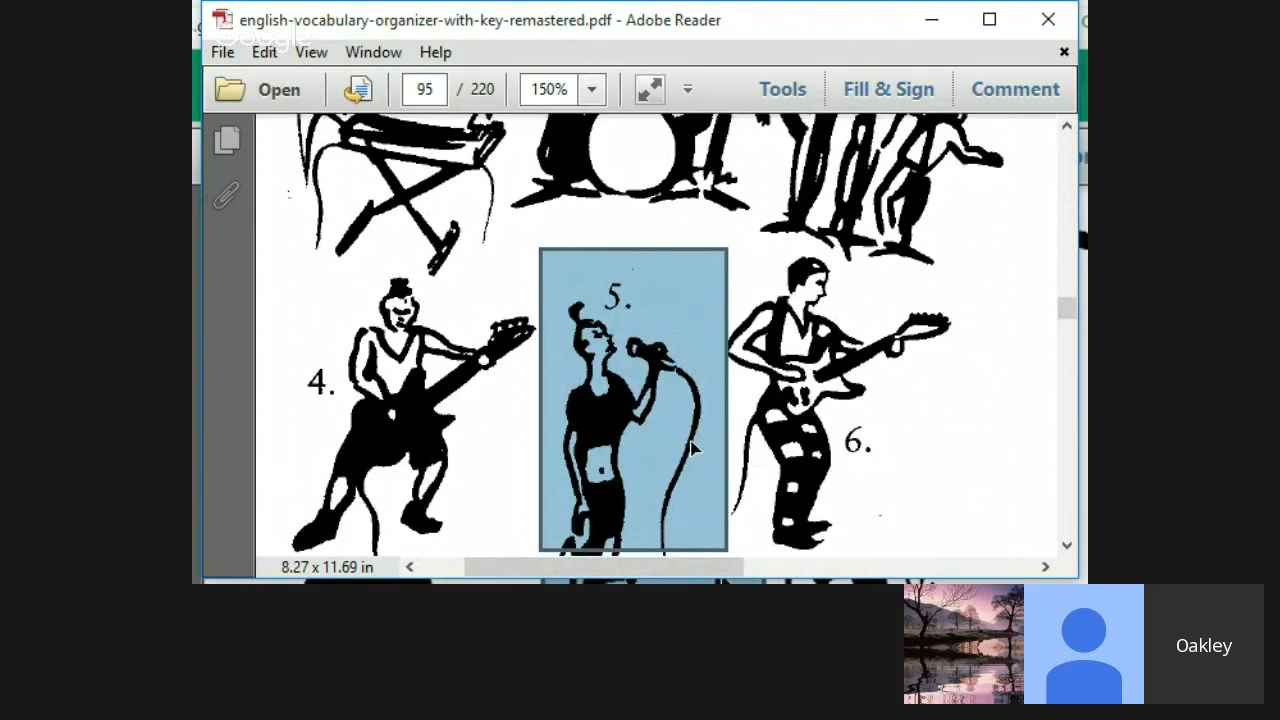 english-vocabulary-organizer-with-key-remastered.pdf - Adobe Reader
Google
File Edit View Window Help
Open 95 / 220 150% Tools Fill & Sign Comment
5.
4.
6.
8.27 x 11.69 in
Oakley